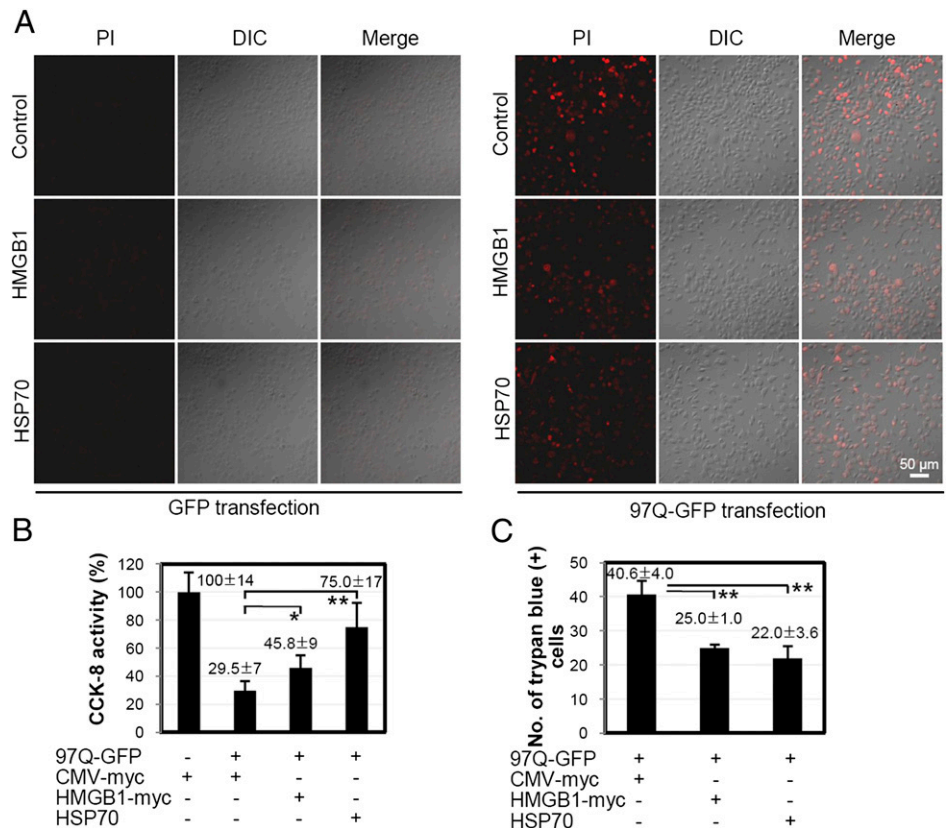 A
PI DIC Merge
PI DIC Merge
Control
HMGB1
HSP70
Control
HMGB1
HSP70
50 µm
GFP transfection
97Q-GFP transfection
B
CCK-8 activity (%)
120
100
80
60
40
20
0
100±14
29.5±7
45.8±9
75.0±17
*
**
97Q-GFP - + + +
CMV-myc + + - -
HMGB1-myc - - + -
HSP70 - - - +
C
No. of trypan blue (+)
cells
50
40
30
20
10
0
40.6±4.0
25.0±1.0
22.0±3.6
**
**
97Q-GFP + + +
CMV-myc + - -
HMGB1-myc - + -
HSP70 - - +